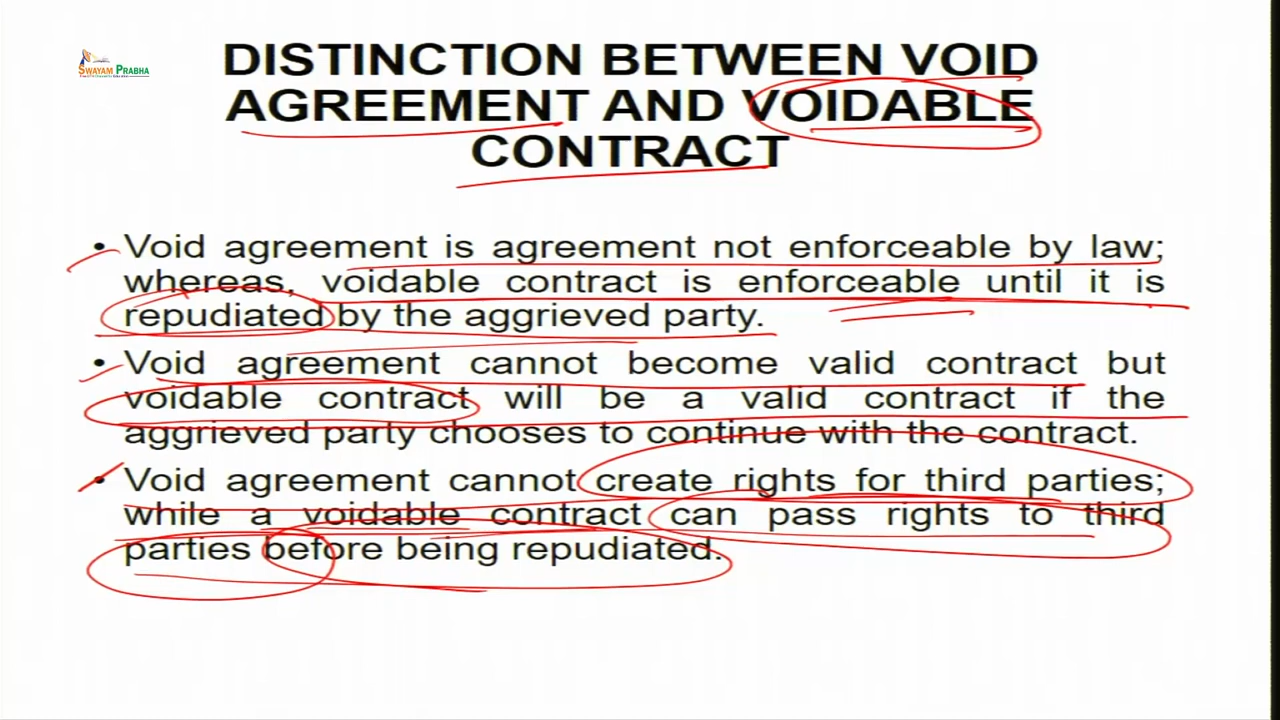 SWAYAM PRABHA
DISTINCTION BETWEEN VOID
AGREEMENT AND VOIDABLE
CONTRACT
• Void agreement is agreement not enforceable by law;
whereas, voidable contract is enforceable until it is
repudiated by the aggrieved party.
• Void agreement cannot become valid contract but
voidable contract will be a valid contract if the
aggrieved party chooses to continue with the contract.
• Void agreement cannot create rights for third parties;
while a voidable contract can pass rights to third
parties before being repudiated.